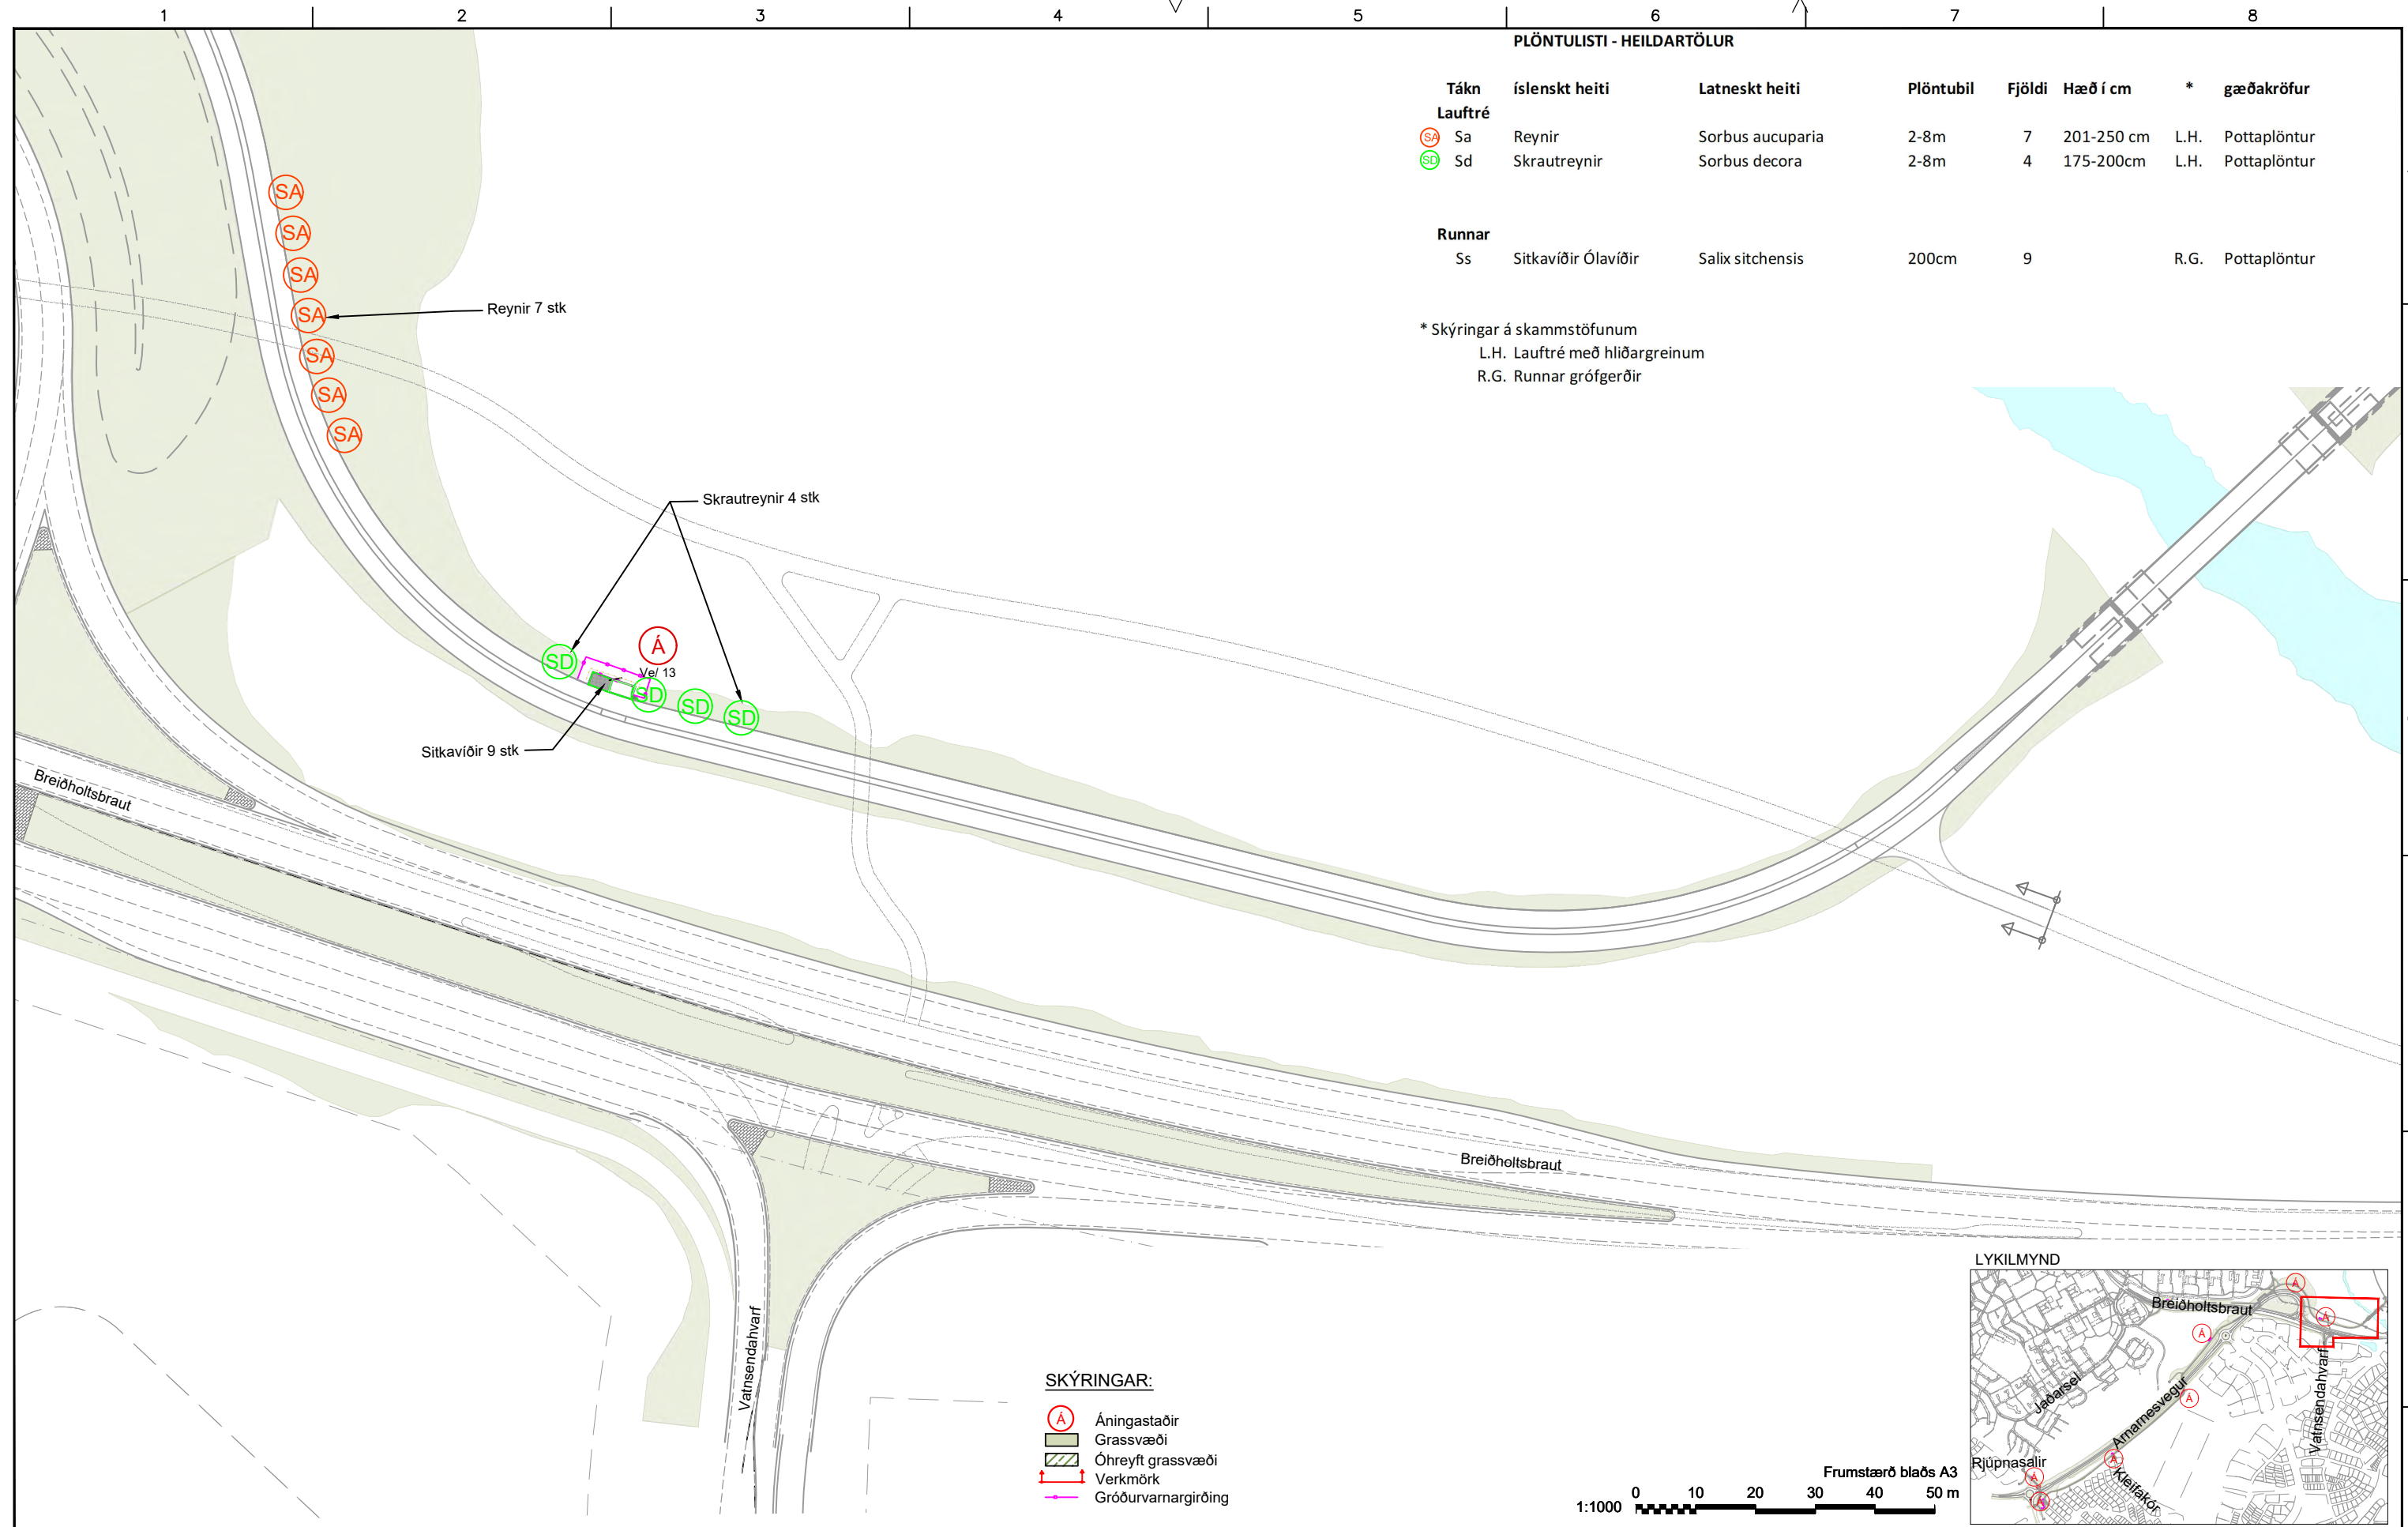 1 2 3 4 5 6 7 8
PLÖNTULISTI - HEILDARTÖLUR
Tákn íslenskt heiti Latneskt heiti Plöntubil Fjöldi Hæð í cm * gæðakröfur
Lauftré
SA Sa Reynir Sorbus aucuparia 2-8m 7 201-250 cm L.H. Pottaplöntur
SD Sd Skrautreynir Sorbus decora 2-8m 4 175-200cm L.H. Pottaplöntur
Runnar
Ss Sitkavíðir Ólavíðir Salix sitchensis 200cm 9 R.G. Pottaplöntur
* Skýringar á skammstöfunum
L.H. Lauftré með hliðargreinum
R.G. Runnar grófgerðir
SA
SA
SA
SA
Reynir 7 stk
SA
SA
SA
Skrautreynir 4 stk
Á
SD
Ve/ 13
SD
SD
SD
Sitkavíðir 9 stk
Breiðholtsbraut
Breiðholtsbraut
Vatnsendahvarf
SKÝRINGAR:
Á Áningastaðir
Grassvæði
Óhreyft grassvæði
Verkmörk
Gróðurvarnargirðing
Frumstærð blaðs A3
1:1000 0 10 20 30 40 50 m
LYKILMYND
Á
Breiðholtsbraut
Á
Á
Jaðarsel
Á
Arnarnesvegur
Vatnsendahvarf
Á
Rjúpnasalir
Á
Kleifakór
Á